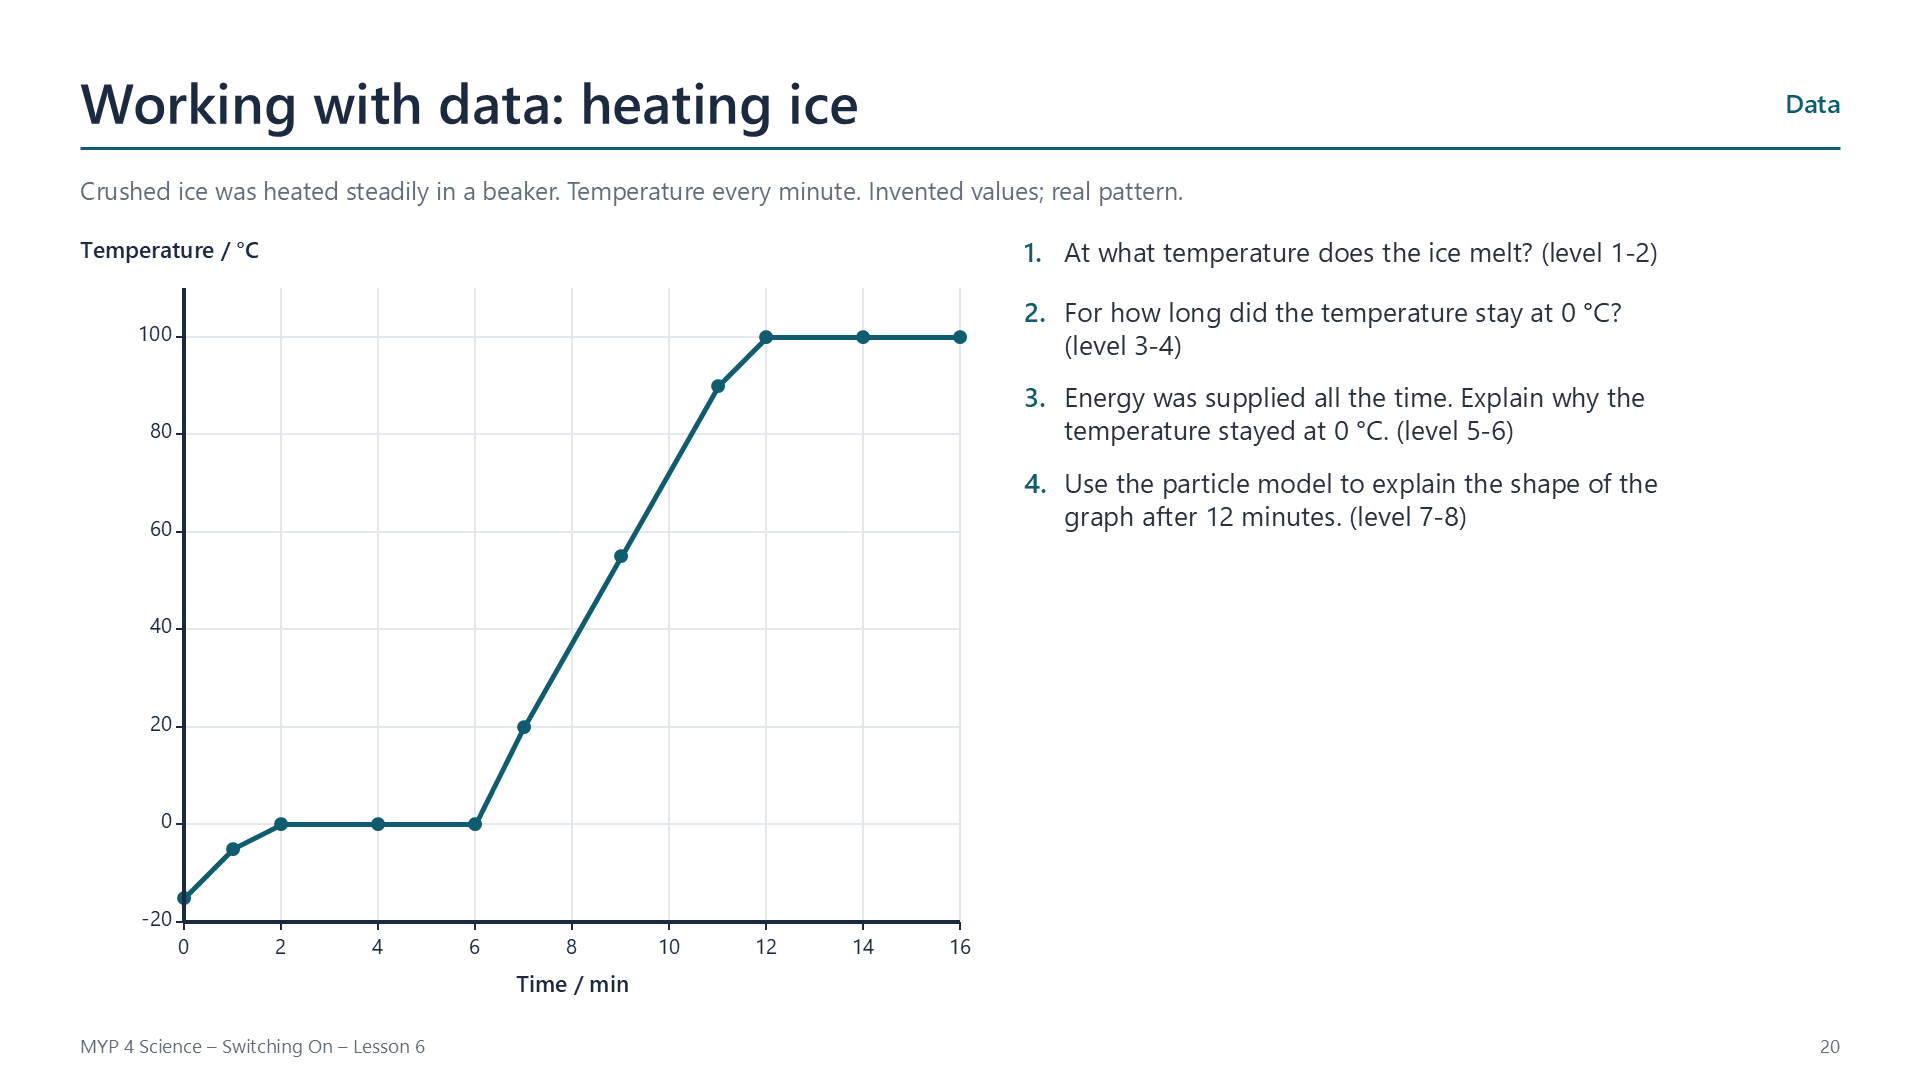 Working with data: heating ice
Data
Crushed ice was heated steadily in a beaker. Temperature every minute. Invented values; real pattern.
Temperature / °C
100
80
60
40
20
0
-20
0 2 4 6 8 10 12 14 16
Time / min
1. At what temperature does the ice melt? (level 1-2)
2. For how long did the temperature stay at 0 °C?
(level 3-4)
3. Energy was supplied all the time. Explain why the
temperature stayed at 0 °C. (level 5-6)
4. Use the particle model to explain the shape of the
graph after 12 minutes. (level 7-8)
MYP 4 Science – Switching On – Lesson 6
20